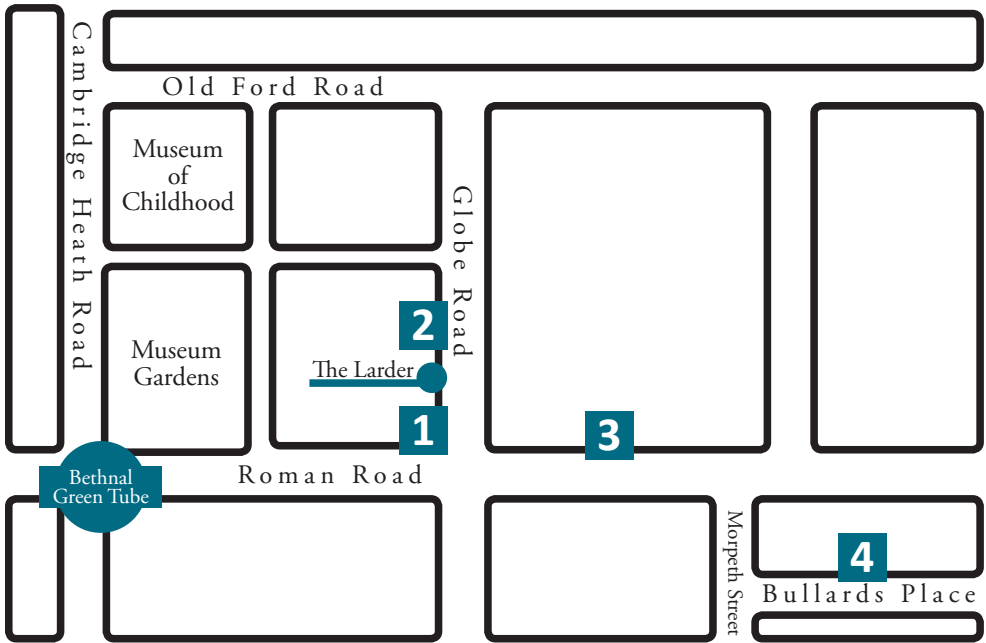 Cambridge Heath Road
Old Ford Road
Museum
of
Childhood
Globe Road
2
Museum
Gardens
The Larder
1
3
Roman Road
Bethnal
Green Tube
Morpeth Street
4
Bullards Place